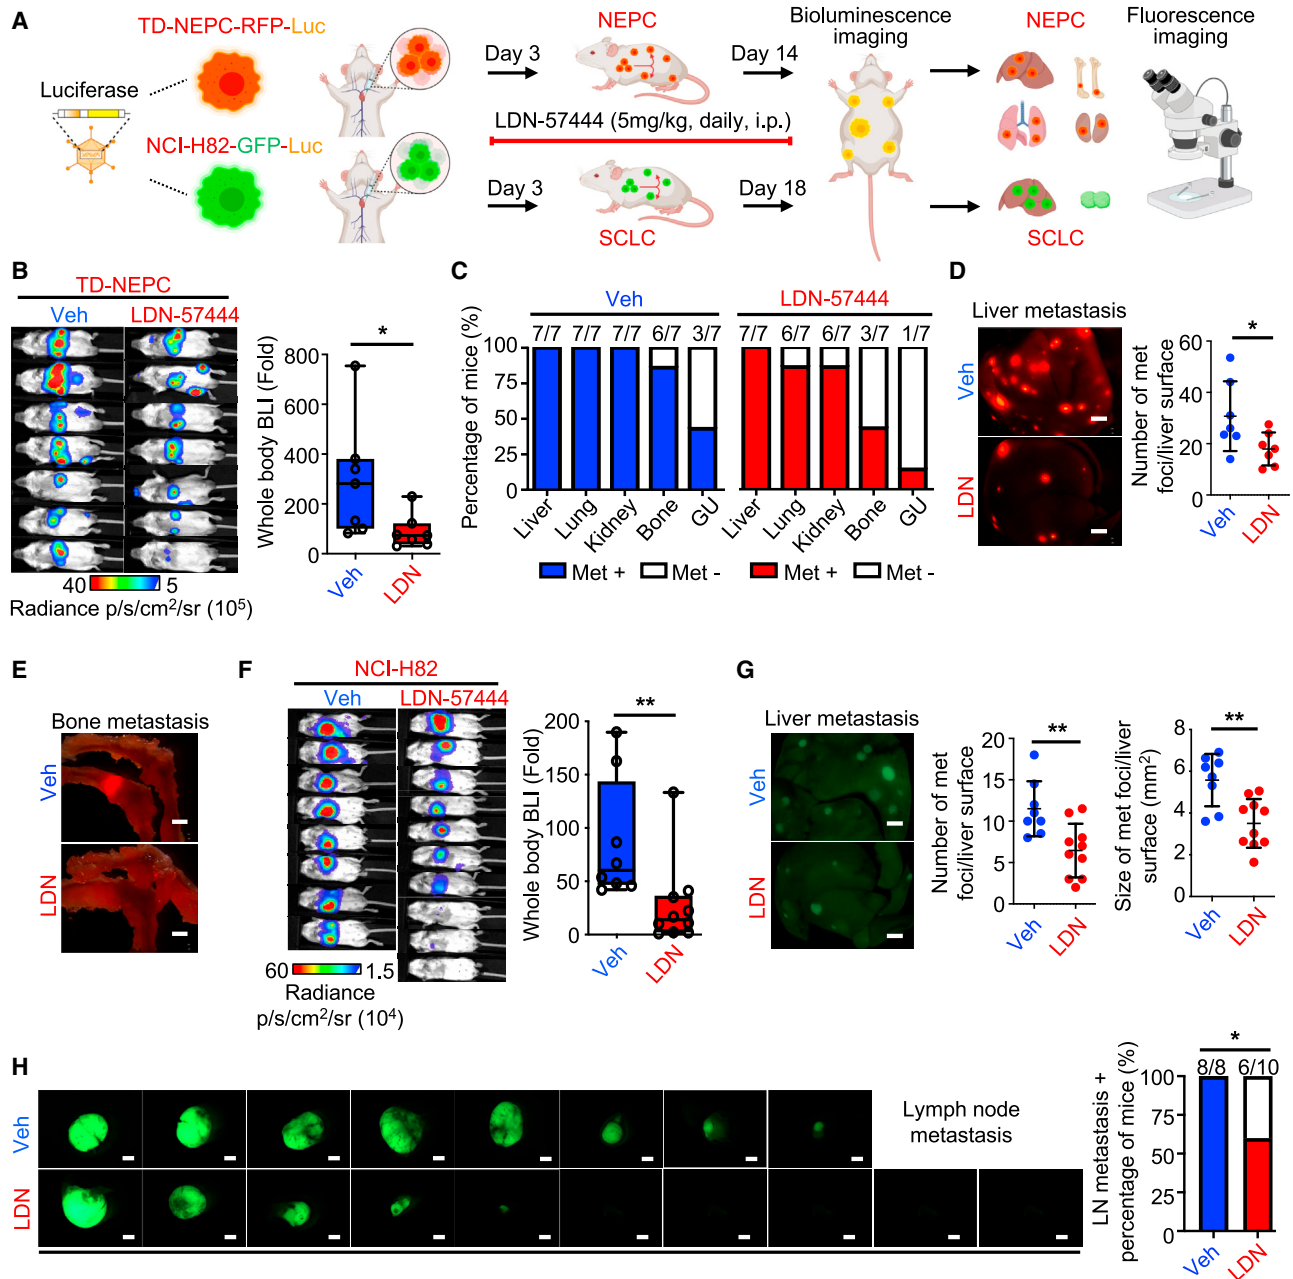 A
TD-NEPC-RFP-Luc
Luciferase
NCI-H82-GFP-Luc
Day 3
NEPC
Day 14
LDN-57444 (5mg/kg, daily, i.p.)
Day 3
SCLC
Day 18
Bioluminescence
imaging
NEPC
SCLC
Fluorescence
imaging
B
TD-NEPC
Veh
LDN-57444
40
5
Radiance p/s/cm²/sr (10⁵)
Whole body BLI (Fold)
800
600
400
200
0
*
Veh
LDN
C
Percentage of mice (%)
100
75
50
25
0
Veh
7/7 7/7 7/7 6/7 3/7
Liver
Lung
Kidney
Bone
GU
LDN-57444
7/7 6/7 6/7 3/7 1/7
Liver
Lung
Kidney
Bone
GU
Met + Met - Met + Met -
D
Liver metastasis
Veh
LDN
Number of met
foci/liver surface
60
40
20
0
*
Veh
LDN
E
Bone metastasis
Veh
LDN
F
NCI-H82
Veh
LDN-57444
60
1.5
Radiance
p/s/cm²/sr (10⁴)
Whole body BLI (Fold)
200
150
100
50
0
**
Veh
LDN
G
Liver metastasis
Veh
LDN
Number of met
foci/liver surface
20
15
10
5
0
**
Veh
LDN
Size of met foci/liver
surface (mm²)
8
6
4
2
0
**
Veh
LDN
H
Veh
LDN
Lymph node
metastasis
LN metastasis +
percentage of mice (%)
100
75
50
25
0
*
8/8 6/10
Veh
LDN